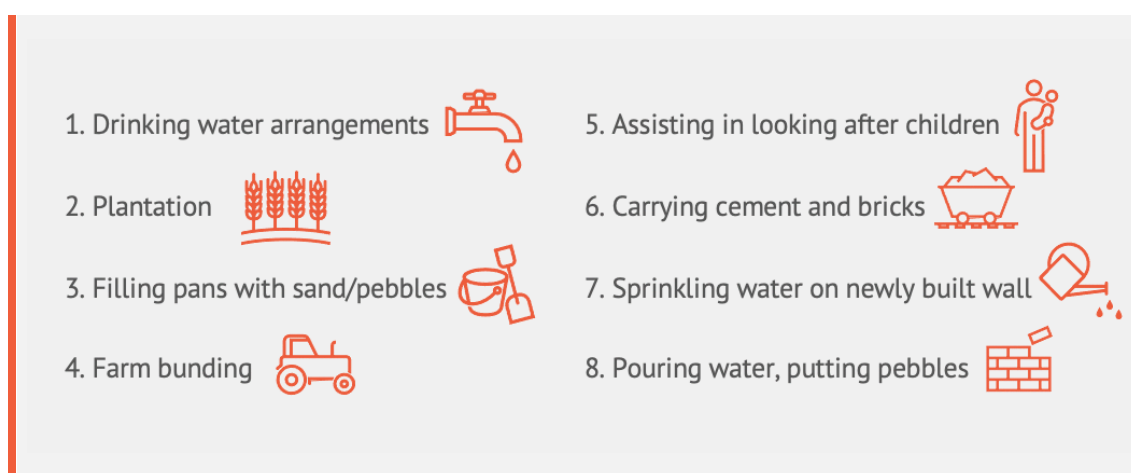 1. Drinking water arrangements
2. Plantation
3. Filling pans with sand/pebbles
4. Farm bunding
5. Assisting in looking after children
6. Carrying cement and bricks
7. Sprinkling water on newly built wall
8. Pouring water, putting pebbles